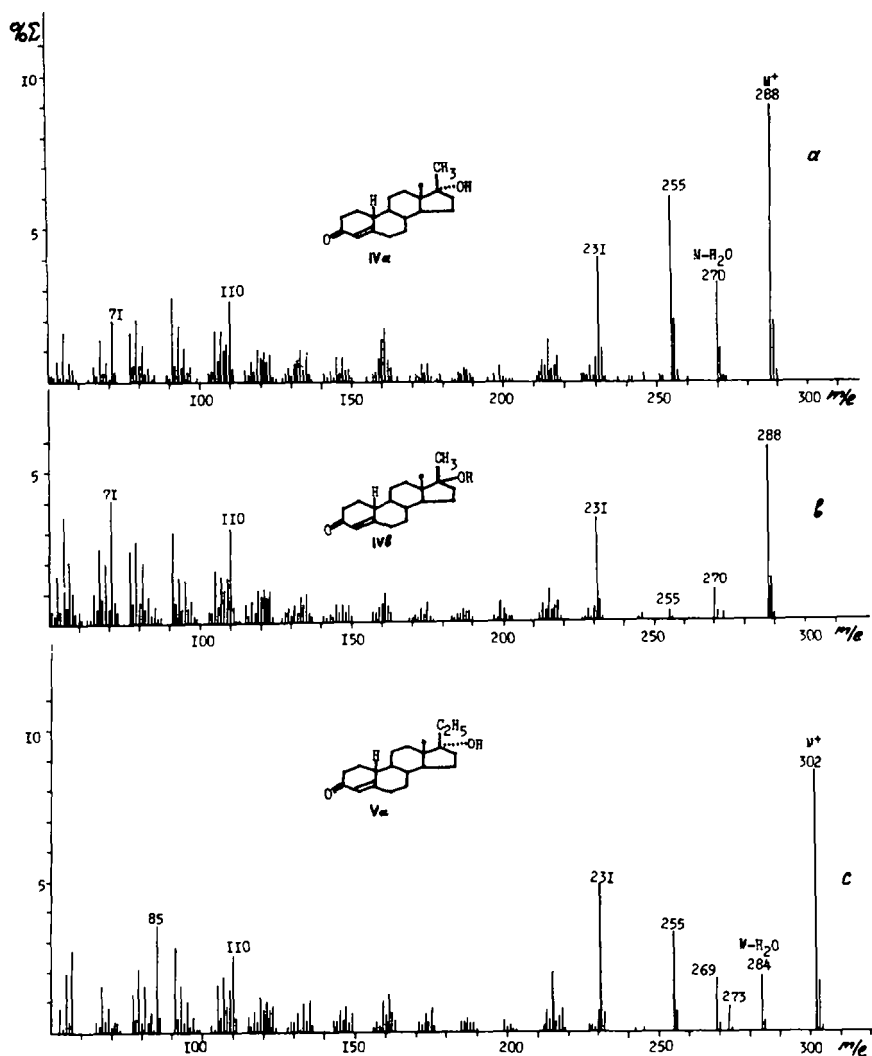 %Σ
10
5
M⁺
288
a
CH₃
OH
H
O
IVα
71
110
231
255
M-H₂O
270
100
150
200
250
300
m/e
5
CH₃
OH
H
O
IVβ
71
110
231
255
270
288
b
100
150
200
250
300
m/e
10
5
C₂H₅
OH
H
O
Vα
M⁺
302
c
85
110
231
255
269
273
M-H₂O
284
100
150
200
250
300
m/e